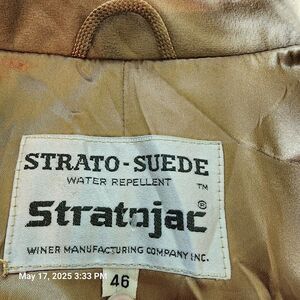 STRATO-SUEDE
WATER REPELLENT
TM
Stratojac®
WINER MANUFACTURING COMPANY INC.
May 17, 2025 3:33 PM
46